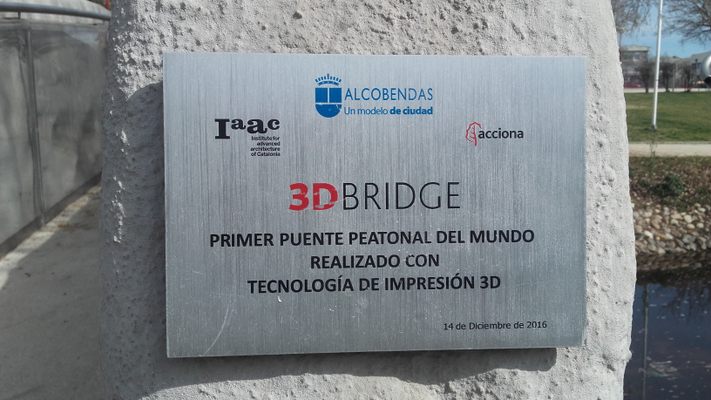 ALCOBENDAS
Un modelo de ciudad
Iaac
Institute for
advanced
architecture
of Catalonia
acciona
3DBRIDGE
PRIMER PUENTE PEATONAL DEL MUNDO
REALIZADO CON
TECNOLOGÍA DE IMPRESIÓN 3D
14 de Diciembre de 2016